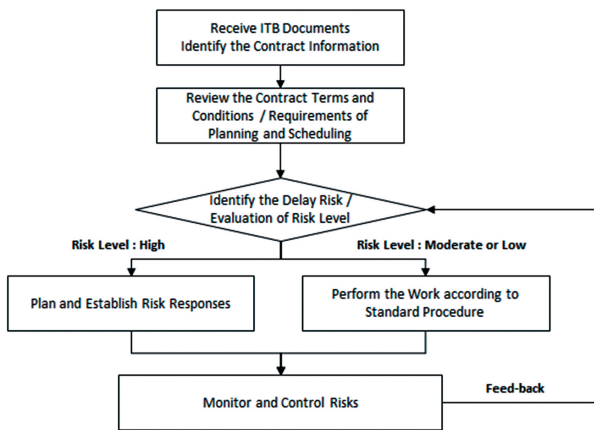 Receive ITB Documents
Identify the Contract Information
Review the Contract Terms and
Conditions / Requirements of
Planning and Scheduling
Identify the Delay Risk /
Evaluation of Risk Level
Risk Level : High
Risk Level : Moderate or Low
Plan and Establish Risk Responses
Perform the Work according to
Standard Procedure
Monitor and Control Risks
Feed-back